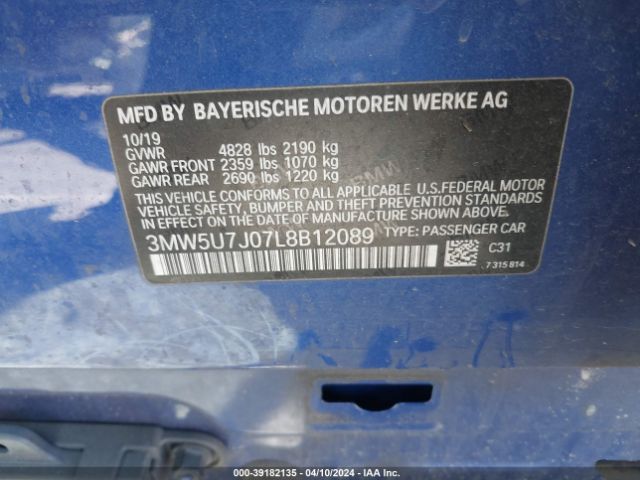 MFD BY BAYERISCHE MOTOREN WERKE AG
10/19
GVWR 4828 lbs 2190 kg
GAWR FRONT 2359 lbs 1070 kg
GAWR REAR 2690 lbs 1220 kg
THIS VEHICLE CONFORMS TO ALL APPLICABLE U.S.FEDERAL MOTOR
VEHICLE SAFETY, BUMPER, AND THEFT PREVENTION STANDARDS
IN EFFECT ON THE DATE OF MANUFACTURE SHOWN ABOVE.
3MW5U7J07L8B12089 TYPE: PASSENGER CAR
C31
7 315 814
000-39182135 - 04/10/2024 - IAA Inc.